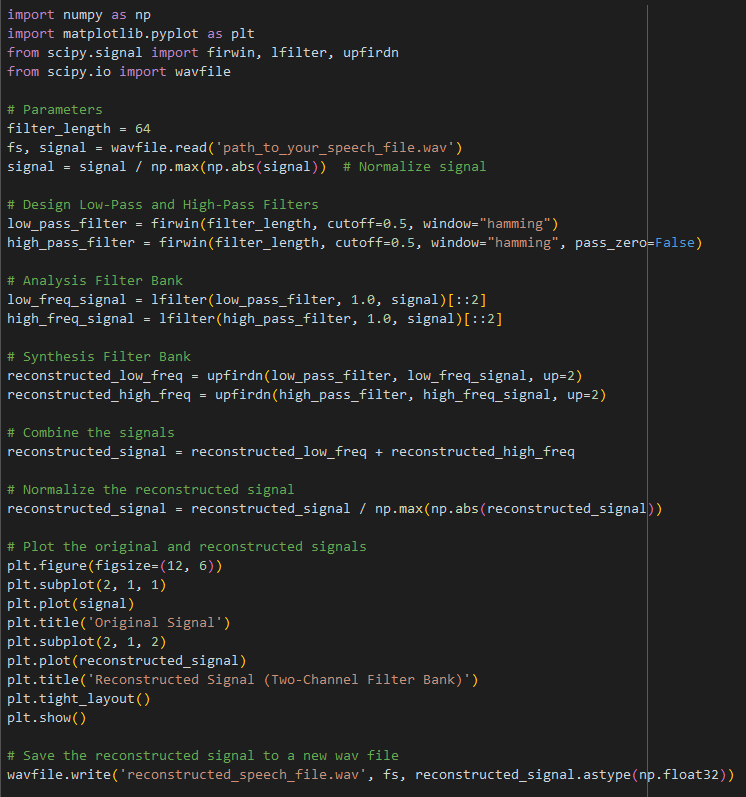 import numpy as np
import matplotlib.pyplot as plt
from scipy.signal import firwin, lfilter, upfirdn
from scipy.io import wavfile

# Parameters
filter_length = 64
fs, signal = wavfile.read('path_to_your_speech_file.wav')
signal = signal / np.max(np.abs(signal))  # Normalize signal

# Design Low-Pass and High-Pass Filters
low_pass_filter = firwin(filter_length, cutoff=0.5, window="hamming")
high_pass_filter = firwin(filter_length, cutoff=0.5, window="hamming", pass_zero=False)

# Analysis Filter Bank
low_freq_signal = lfilter(low_pass_filter, 1.0, signal)[::2]
high_freq_signal = lfilter(high_pass_filter, 1.0, signal)[::2]

# Synthesis Filter Bank
reconstructed_low_freq = upfirdn(low_pass_filter, low_freq_signal, up=2)
reconstructed_high_freq = upfirdn(high_pass_filter, high_freq_signal, up=2)

# Combine the signals
reconstructed_signal = reconstructed_low_freq + reconstructed_high_freq

# Normalize the reconstructed signal
reconstructed_signal = reconstructed_signal / np.max(np.abs(reconstructed_signal))

# Plot the original and reconstructed signals
plt.figure(figsize=(12, 6))
plt.subplot(2, 1, 1)
plt.plot(signal)
plt.title('Original Signal')
plt.subplot(2, 1, 2)
plt.plot(reconstructed_signal)
plt.title('Reconstructed Signal (Two-Channel Filter Bank)')
plt.tight_layout()
plt.show()

# Save the reconstructed signal to a new wav file
wavfile.write('reconstructed_speech_file.wav', fs, reconstructed_signal.astype(np.float32))